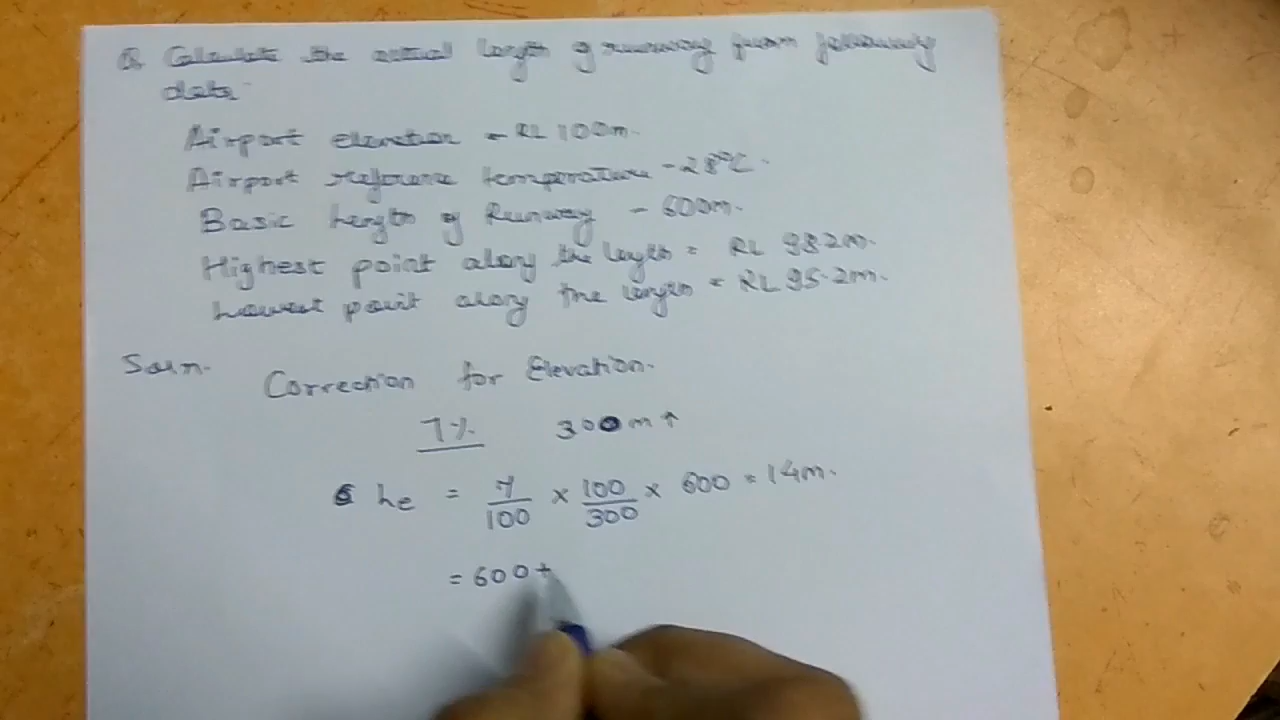 Q Calculate the actual length of runway from following
data
Airport elevation - RL 100m.
Airport reference temperature - 28°C.
Basic Length of Runway - 600m.
Highest point along the length = RL 98.2m.
Lowest point along the length = RL 95.2m.
Soln. Correction for Elevation.
7% 300m↑
he = 7/100 × 100/300 × 600 = 14m.
= 600+